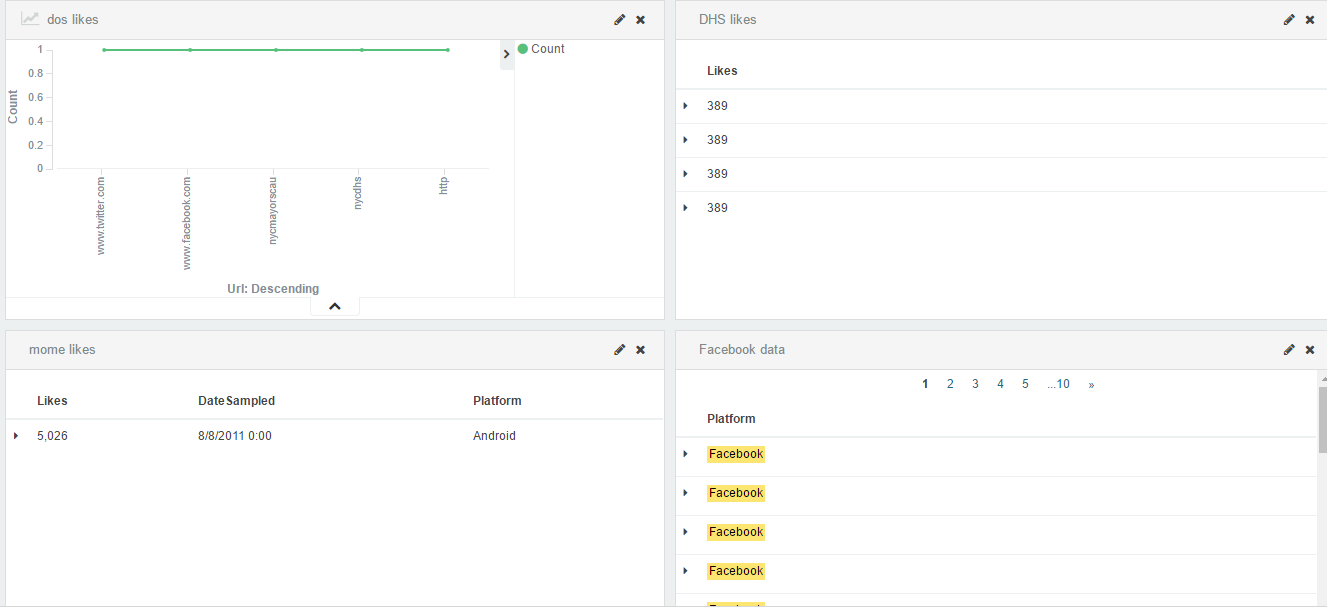 dos likes
1
0.8
0.6
0.4
0.2
0
Count
www.twitter.com
www.facebook.com
nycmayorscau
nycdhs
http
Url: Descending
Count
DHS likes
Likes
389
389
389
389
mome likes
Likes DateSampled Platform
5,026 8/8/2011 0:00 Android
Facebook data
1 2 3 4 5 ...10 »
Platform
Facebook
Facebook
Facebook
Facebook